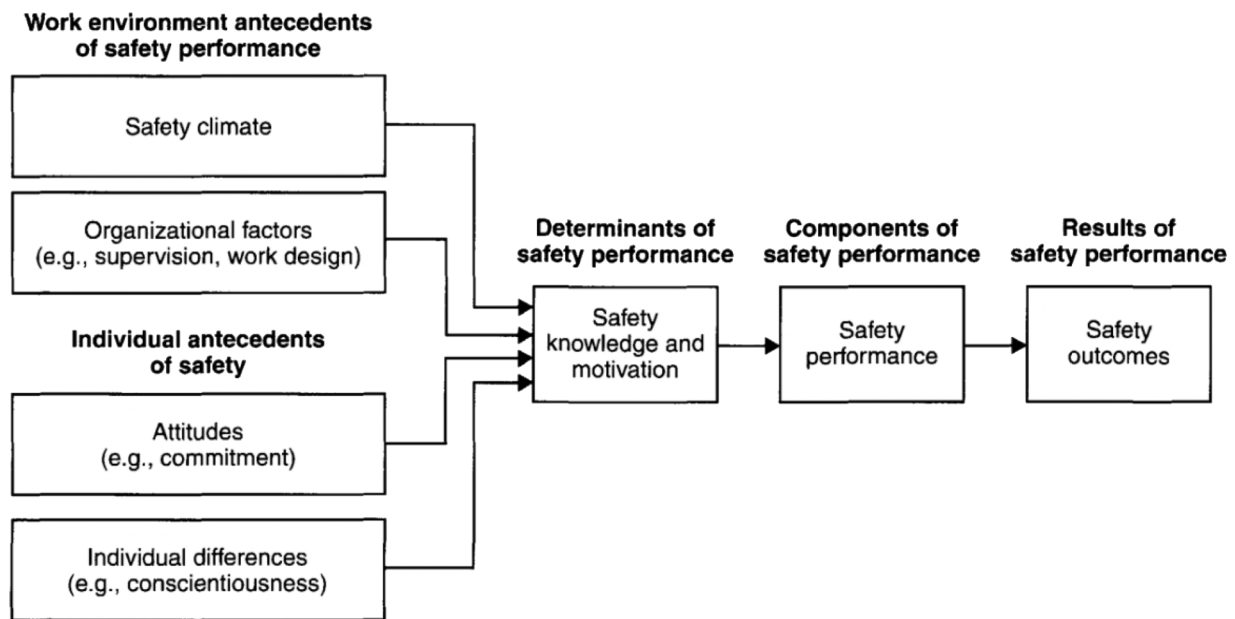 Work environment antecedents
of safety performance
Safety climate
Organizational factors
(e.g., supervision, work design)
Individual antecedents
of safety
Attitudes
(e.g., commitment)
Individual differences
(e.g., conscientiousness)
Determinants of
safety performance
Safety
knowledge and
motivation
Components of
safety performance
Safety
performance
Results of
safety performance
Safety
outcomes